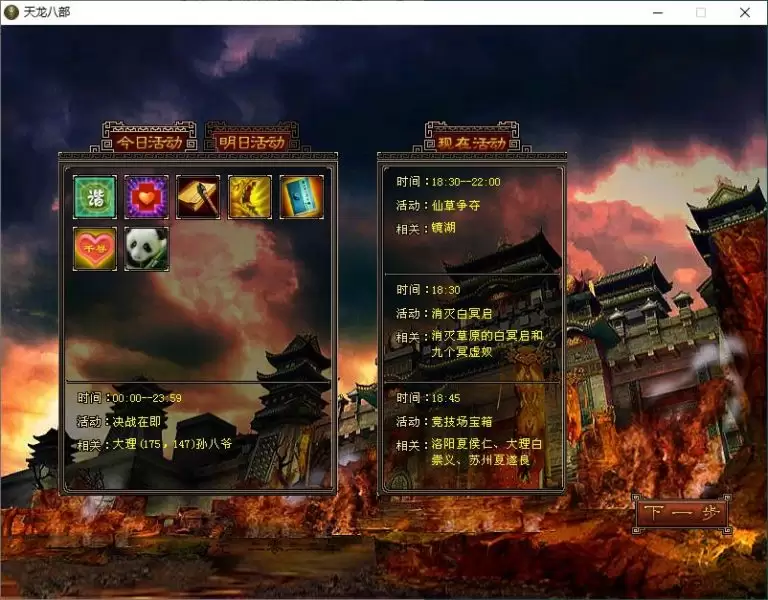 天龙八部
今日活动
明日活动
谐
不尽
时间：00:00--23:59
活动：决战在即
相关：大理(175，147)孙八爷
现在活动
时间：18:30--22:00
活动：仙草争夺
相关：镜湖
时间：18:30
活动：消灭白冥启
相关：消灭草原的白冥启和
九个冥虚奴
时间：18:45
活动：竞技场宝箱
相关：洛阳夏侯仁、大理白
崇义、苏州夏遂良
下一步